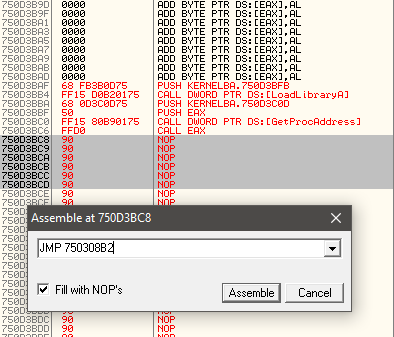 750D3B9D 0000 ADD BYTE PTR DS:[EAX],AL
750D3B9F 0000 ADD BYTE PTR DS:[EAX],AL
750D3BA1 0000 ADD BYTE PTR DS:[EAX],AL
750D3BA3 0000 ADD BYTE PTR DS:[EAX],AL
750D3BA5 0000 ADD BYTE PTR DS:[EAX],AL
750D3BA7 0000 ADD BYTE PTR DS:[EAX],AL
750D3BA9 0000 ADD BYTE PTR DS:[EAX],AL
750D3BAB 0000 ADD BYTE PTR DS:[EAX],AL
750D3BAD 0000 ADD BYTE PTR DS:[EAX],AL
750D3BAF 68 FB3B0D75 PUSH KERNELBA.750D3BFB
750D3BB4 FF15 D0B20175 CALL DWORD PTR DS:[LoadLibraryA]
750D3BBA 68 0D3C0D75 PUSH KERNELBA.750D3C0D
750D3BBF 50 PUSH EAX
750D3BC0 FF15 80B90175 CALL DWORD PTR DS:[GetProcAddress]
750D3BC6 FFD0 CALL EAX
750D3BC8 90 NOP
750D3BC9 90 NOP
750D3BCA 90 NOP
750D3BCB 90 NOP
750D3BCC 90 NOP
750D3BCD 90 NOP
750D3BCE 90 NOP
Assemble at 750D3BC8
JMP 750308B2
Fill with NOP's
Assemble
Cancel
750D3BDC 90 NOP
750D3BDD 90 NOP